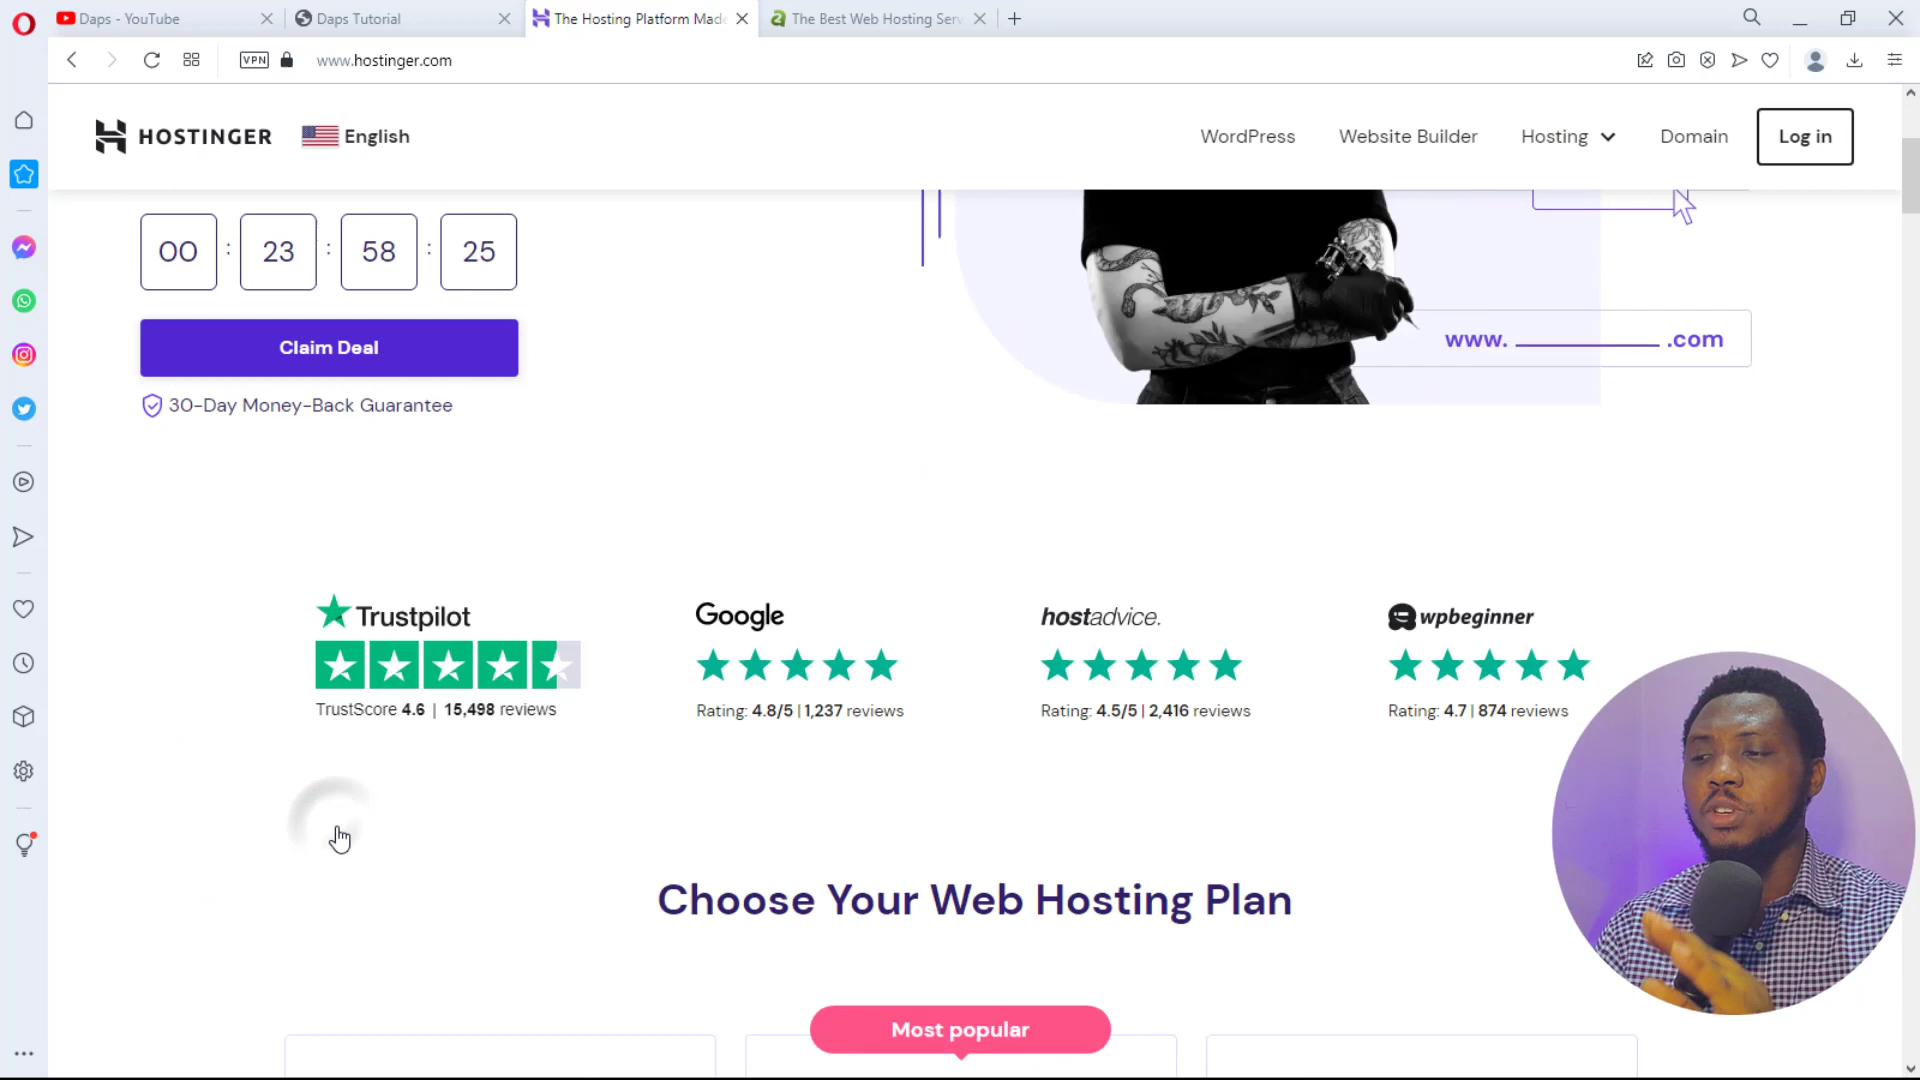 Daps - YouTube
Daps Tutorial
The Hosting Platform Made
The Best Web Hosting Serv
VPN
www.hostinger.com
HOSTINGER
English
WordPress
Website Builder
Hosting
Domain
Log in
00 : 23 : 58 : 25
Claim Deal
30-Day Money-Back Guarantee
www. ________ .com
Trustpilot
TrustScore 4.6 | 15,498 reviews
Google
Rating: 4.8/5 | 1,237 reviews
hostadvice.
Rating: 4.5/5 | 2,416 reviews
wpbeginner
Rating: 4.7 | 874 reviews
Choose Your Web Hosting Plan
Most popular